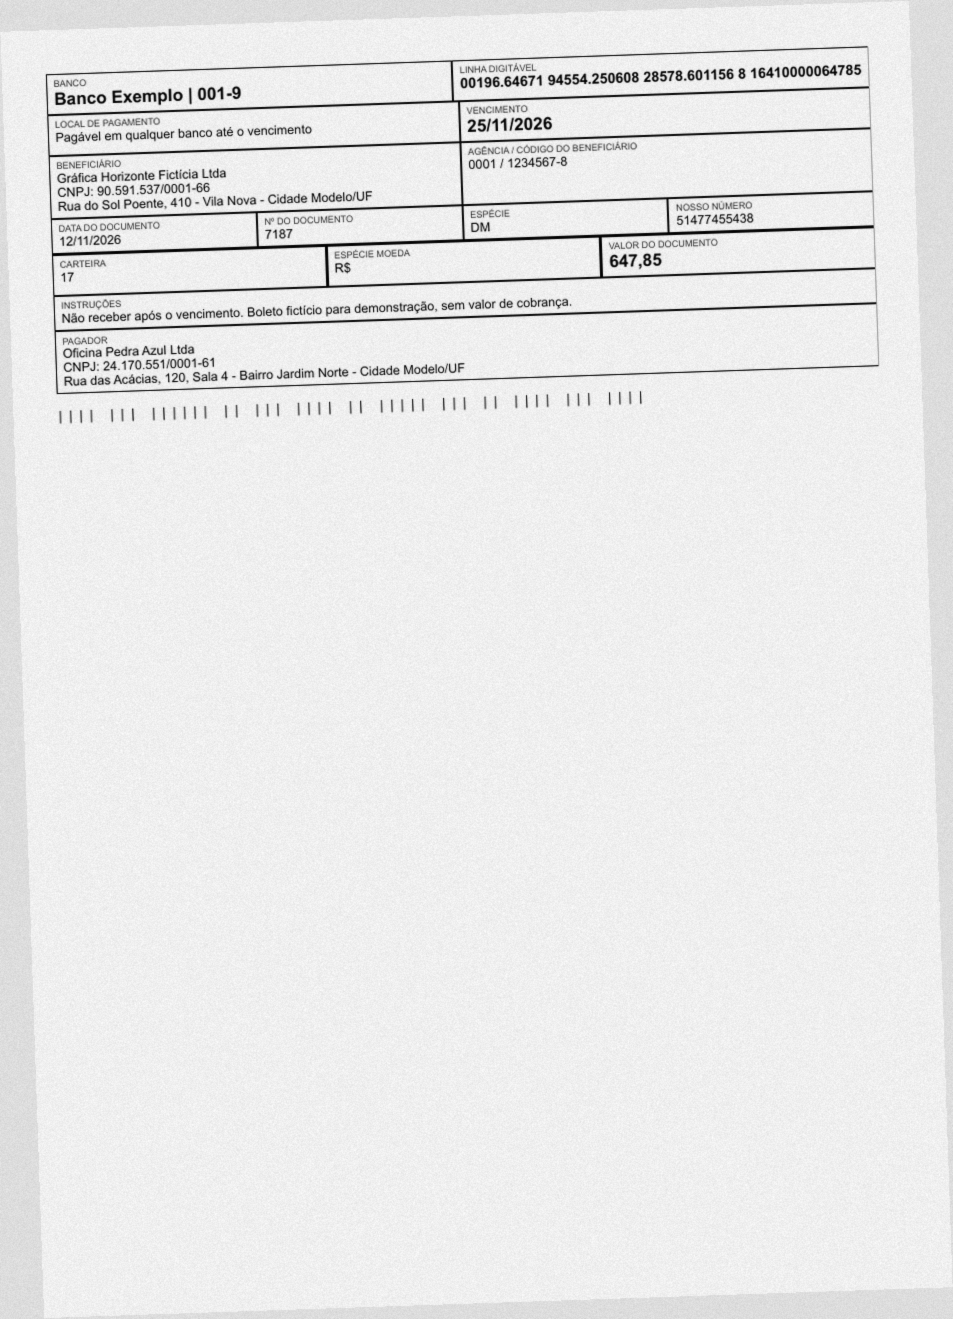 BANCO
Banco Exemplo | 001-9
LINHA DIGITÁVEL
00196.64671 94554.250608 28578.601156 8 16410000064785
LOCAL DE PAGAMENTO
Pagável em qualquer banco até o vencimento
VENCIMENTO
25/11/2026
BENEFICIÁRIO
Gráfica Horizonte Fictícia Ltda
CNPJ: 90.591.537/0001-66
Rua do Sol Poente, 410 - Vila Nova - Cidade Modelo/UF
AGÊNCIA / CÓDIGO DO BENEFICIÁRIO
0001 / 1234567-8
DATA DO DOCUMENTO
12/11/2026
Nº DO DOCUMENTO
7187
ESPÉCIE
DM
NOSSO NÚMERO
51477455438
CARTEIRA
17
ESPÉCIE MOEDA
R$
VALOR DO DOCUMENTO
647,85
INSTRUÇÕES
Não receber após o vencimento. Boleto fictício para demonstração, sem valor de cobrança.
PAGADOR
Oficina Pedra Azul Ltda
CNPJ: 24.170.551/0001-61
Rua das Acácias, 120, Sala 4 - Bairro Jardim Norte - Cidade Modelo/UF